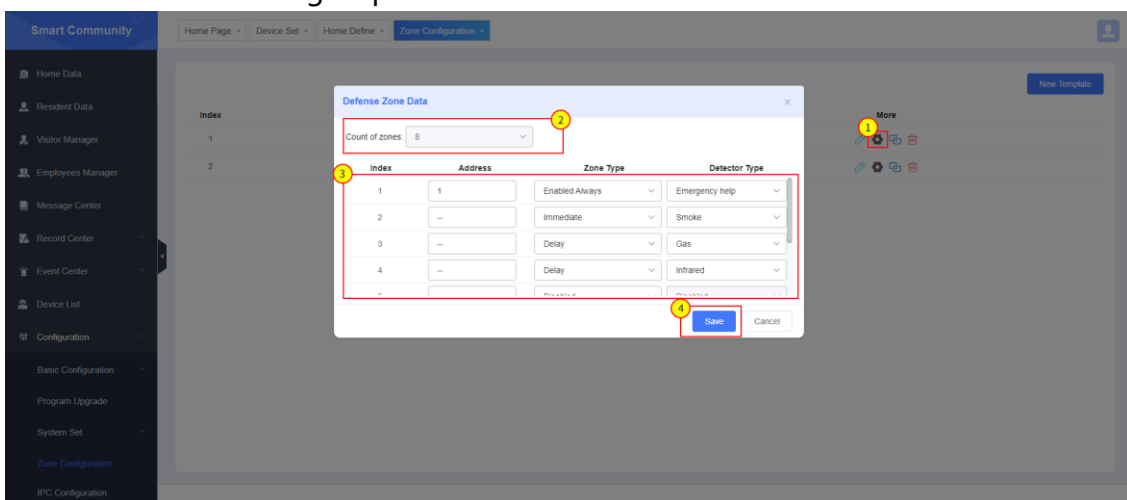 Smart Community
Home Page
Device Set
Home Define
Zone Configuration
Home Data
Resident Data
Visitor Manager
Employees Manager
Message Center
Record Center
Event Center
Device List
Configuration
Basic Configuration
Program Upgrade
System Set
Zone Configuration
IPC Configuration
New Template
Index More
1 1
2
Defense Zone Data ×
2
Count of zones: 8
3
Index Address Zone Type Detector Type
1 1 Enabled Always Emergency help
2 -- Immediate Smoke
3 -- Delay Gas
4 -- Delay Infrared
4
Save Cancel